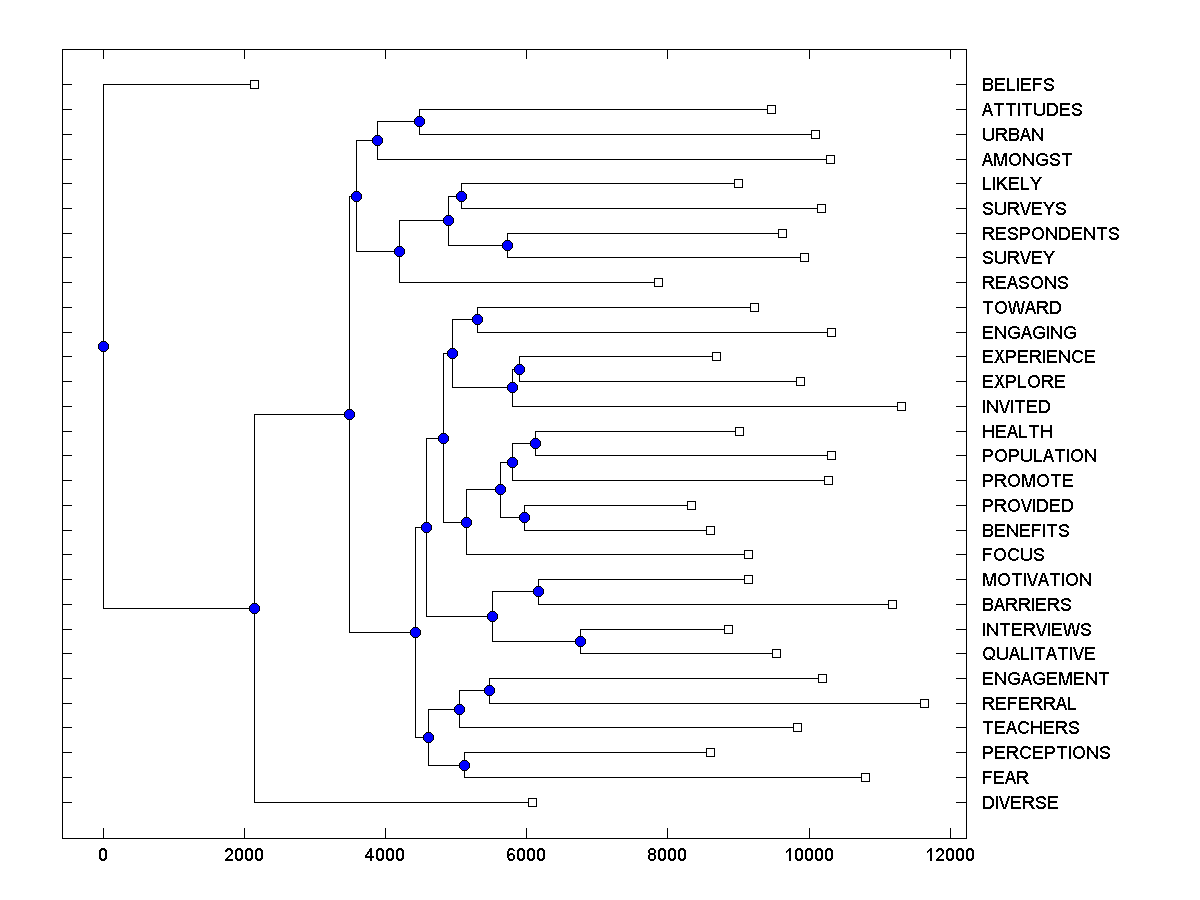 BELIEFS
ATTITUDES
URBAN
AMONGST
LIKELY
SURVEYS
RESPONDENTS
SURVEY
REASONS
TOWARD
ENGAGING
EXPERIENCE
EXPLORE
INVITED
HEALTH
POPULATION
PROMOTE
PROVIDED
BENEFITS
FOCUS
MOTIVATION
BARRIERS
INTERVIEWS
QUALITATIVE
ENGAGEMENT
REFERRAL
TEACHERS
PERCEPTIONS
FEAR
DIVERSE
0 2000 4000 6000 8000 10000 12000